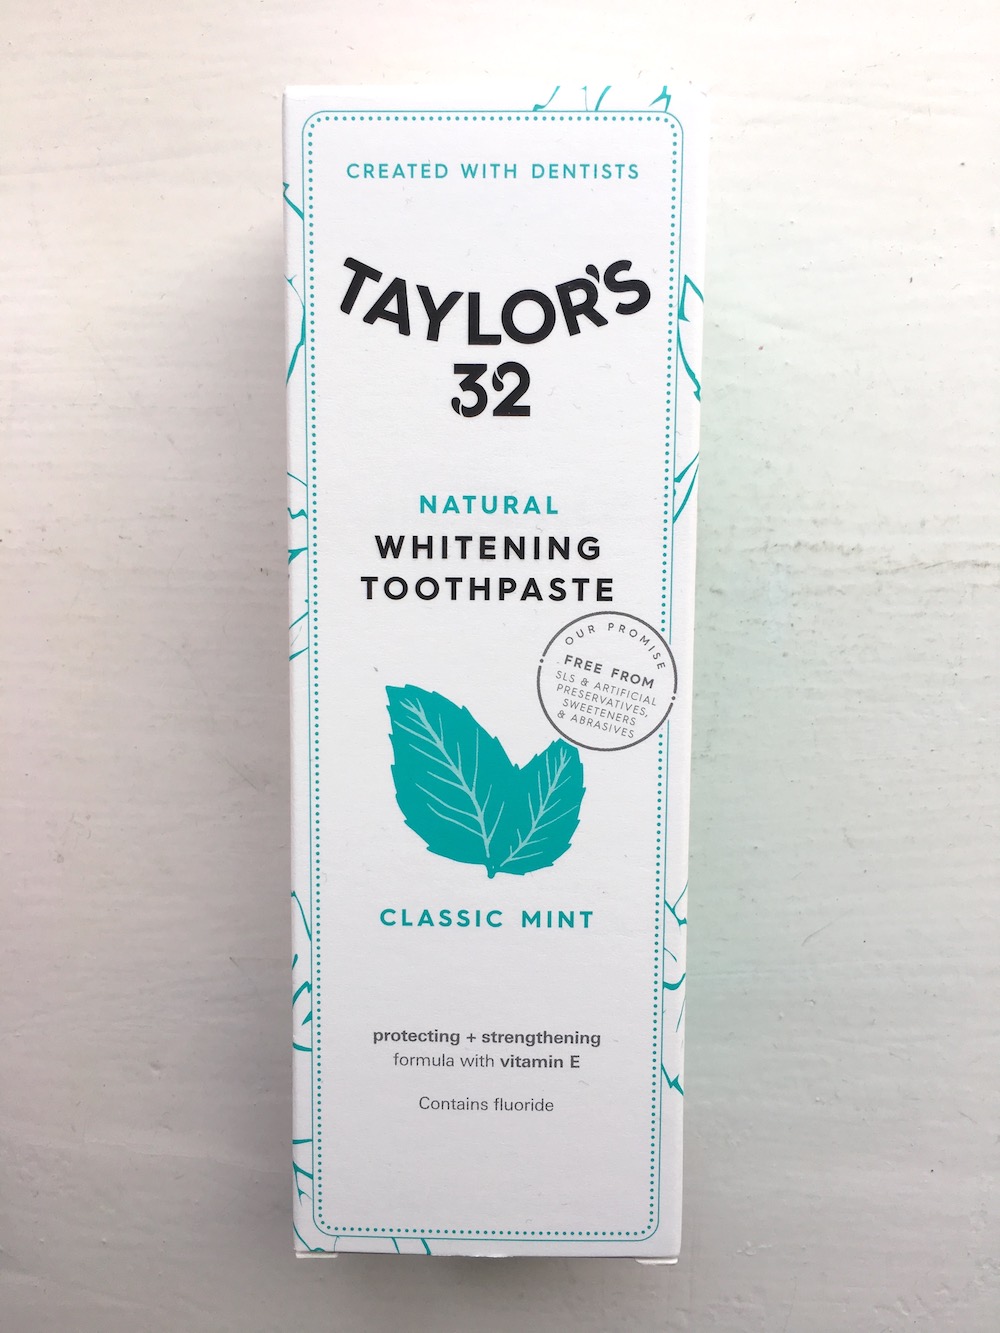 CREATED WITH DENTISTS
TAYLOR'S
32
NATURAL
WHITENING
TOOTHPASTE
OUR PROMISE
FREE FROM
SLS & ARTIFICIAL
PRESERVATIVES,
SWEETENERS
& ABRASIVES
CLASSIC MINT
protecting + strengthening
formula with vitamin E
Contains fluoride